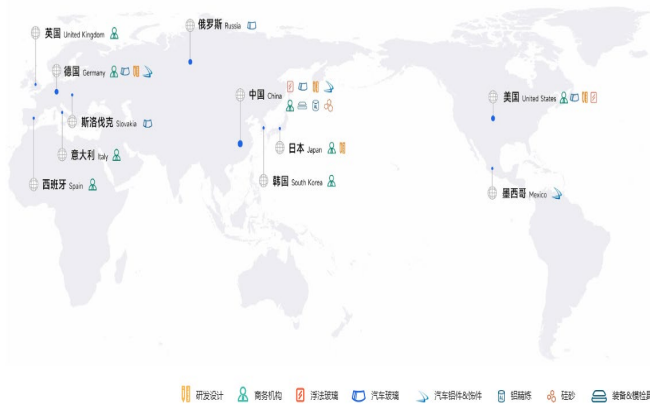 英国 United Kingdom
俄罗斯 Russia
德国 Germany
中国 China
美国 United States
斯洛伐克 Slovakia
意大利 Italy
日本 Japan
西班牙 Spain
韩国 South Korea
墨西哥 Mexico
研发设计 商务机构 浮法玻璃 汽车玻璃 汽车铝件&饰件 铝精炼 硅砂 装备&模检具